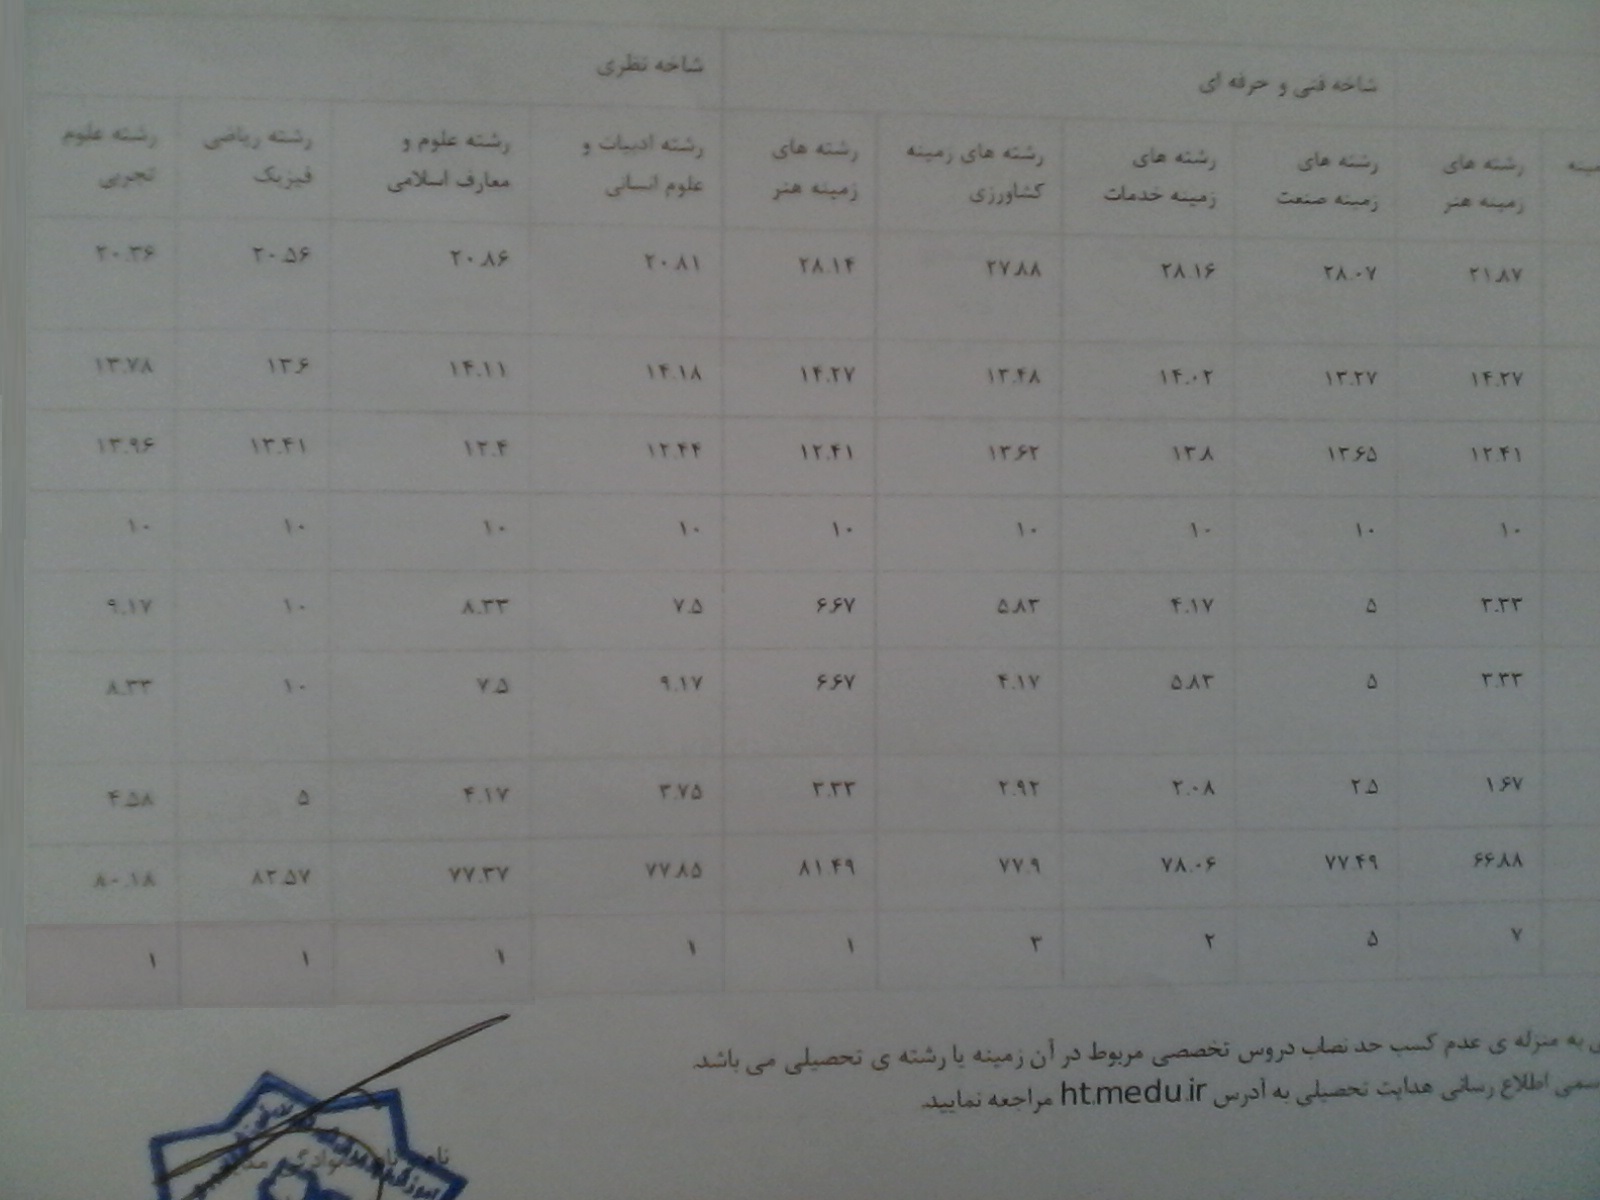 شاخه فنی و حرفه ای شاخه نظری
رشته های زمینه هنر رشته های زمینه صنعت رشته های زمینه خدمات رشته های زمینه کشاورزی رشته های زمینه هنر رشته ادبیات و علوم انسانی رشته علوم و معارف اسلامی رشته ریاضی فیزیک رشته علوم تجربی
۲۱.۸۷ ۲۸.۰۷ ۲۸.۱۶ ۲۷.۸۸ ۲۸.۱۴ ۲۰.۸۱ ۲۰.۸۶ ۲۰.۵۶ ۲۰.۳۶
۱۴.۲۷ ۱۳.۲۷ ۱۴.۰۲ ۱۳.۴۸ ۱۴.۲۷ ۱۴.۱۸ ۱۴.۱۱ ۱۳.۶ ۱۳.۷۸
۱۲.۴۱ ۱۳.۶۵ ۱۳.۸ ۱۳.۶۲ ۱۲.۴۱ ۱۲.۴۴ ۱۲.۴ ۱۳.۴۱ ۱۳.۹۶
۱۰ ۱۰ ۱۰ ۱۰ ۱۰ ۱۰ ۱۰ ۱۰ ۱۰
۳.۳۳ ۵ ۴.۱۷ ۵.۸۳ ۶.۶۷ ۷.۵ ۸.۳۳ ۱۰ ۹.۱۷
۳.۳۳ ۵ ۵.۸۳ ۴.۱۷ ۶.۶۷ ۹.۱۷ ۷.۵ ۱۰ ۸.۳۳
۱.۶۷ ۲.۵ ۲.۰۸ ۲.۹۲ ۳.۳۳ ۳.۷۵ ۴.۱۷ ۵ ۴.۵۸
۶۶.۸۸ ۷۷.۴۹ ۷۸.۰۶ ۷۷.۹ ۸۱.۴۹ ۷۷.۸۵ ۷۷.۳۷ ۸۲.۵۷ ۸۰.۱۸
۷ ۵ ۲ ۳ ۱ ۱ ۱ ۱ ۱
به منزله ی عدم کسب حد نصاب دروس تخصصی مربوط در آن زمینه یا رشته ی تحصیلی می باشد.
اطلاع رسانی هدایت تحصیلی به آدرس ht.medu.ir مراجعه نمایید.